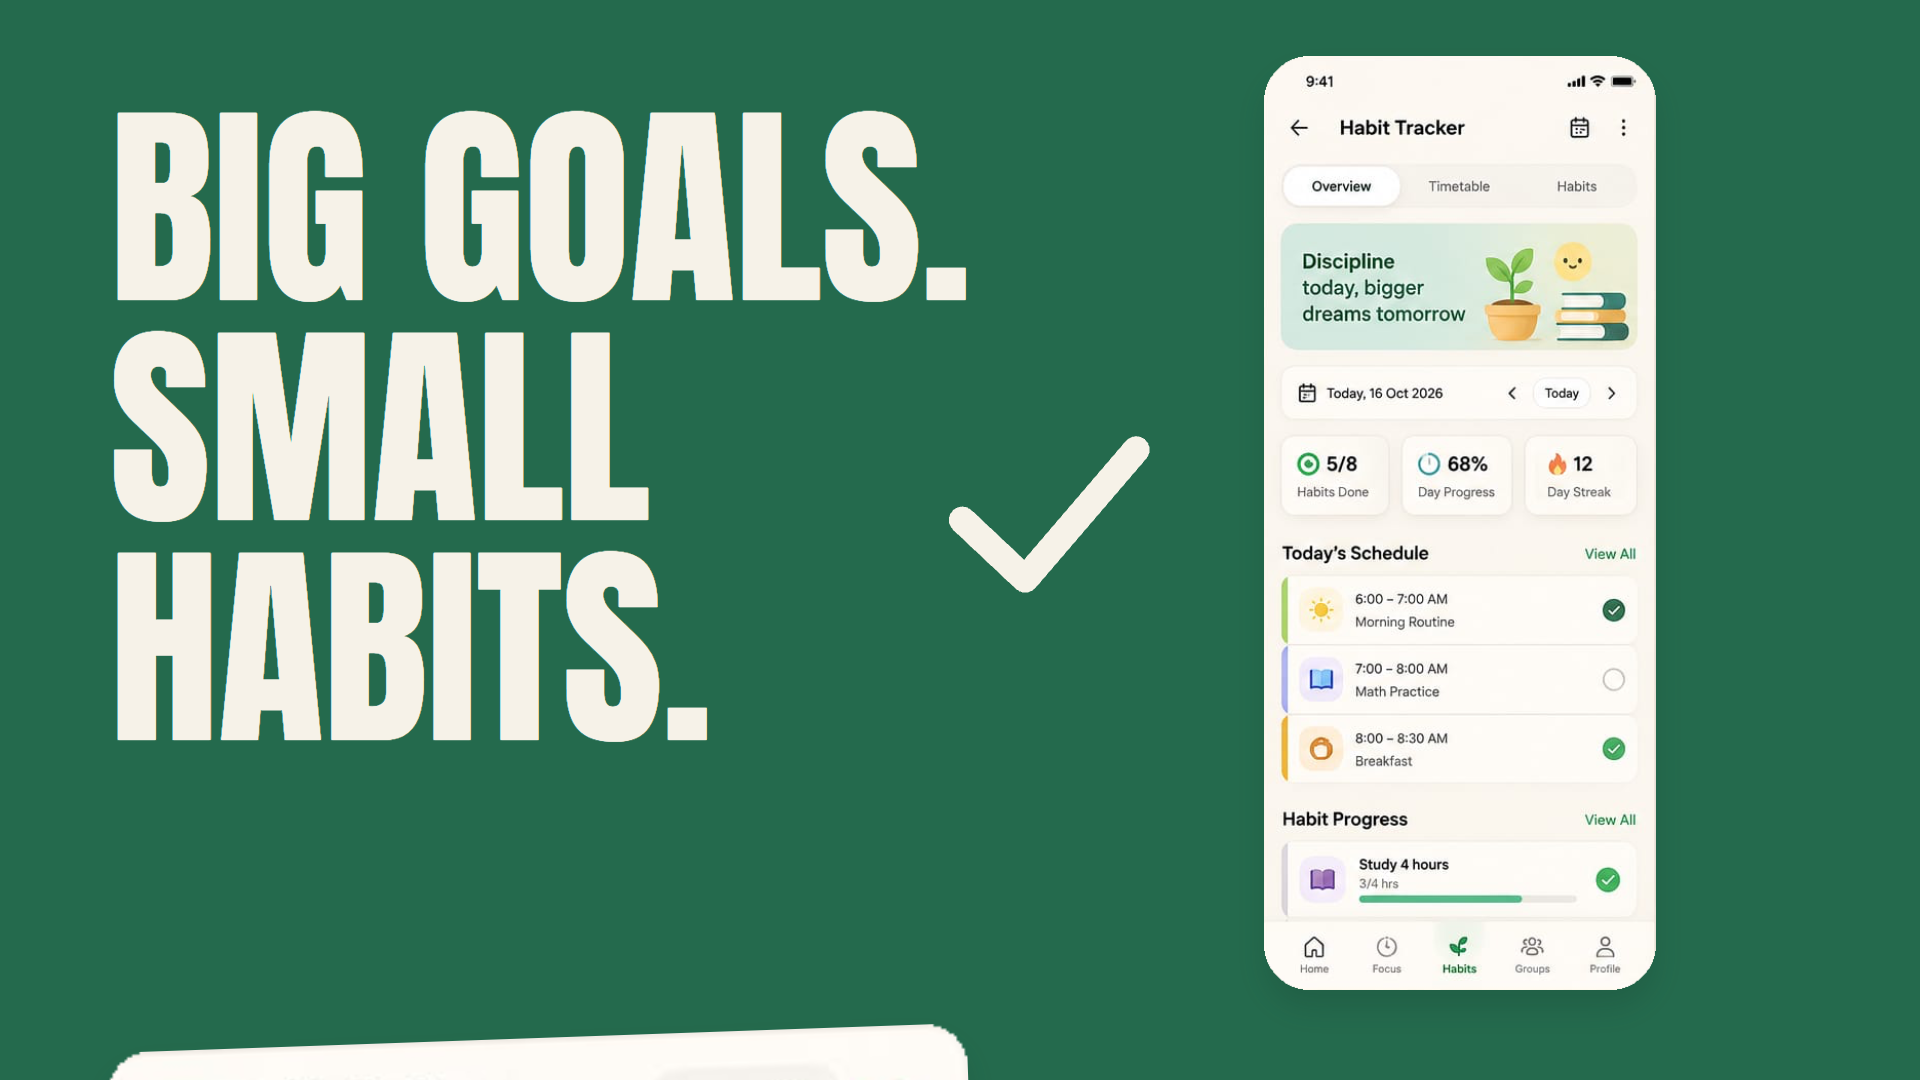 BIG GOALS.
SMALL
HABITS.
9:41
Habit Tracker
Overview
Timetable
Habits
Discipline
today, bigger
dreams tomorrow
Today, 16 Oct 2026
Today
5/8
Habits Done
68%
Day Progress
12
Day Streak
Today's Schedule
View All
6:00 – 7:00 AM
Morning Routine
7:00 – 8:00 AM
Math Practice
8:00 – 8:30 AM
Breakfast
Habit Progress
View All
Study 4 hours
3/4 hrs
Home
Focus
Habits
Groups
Profile